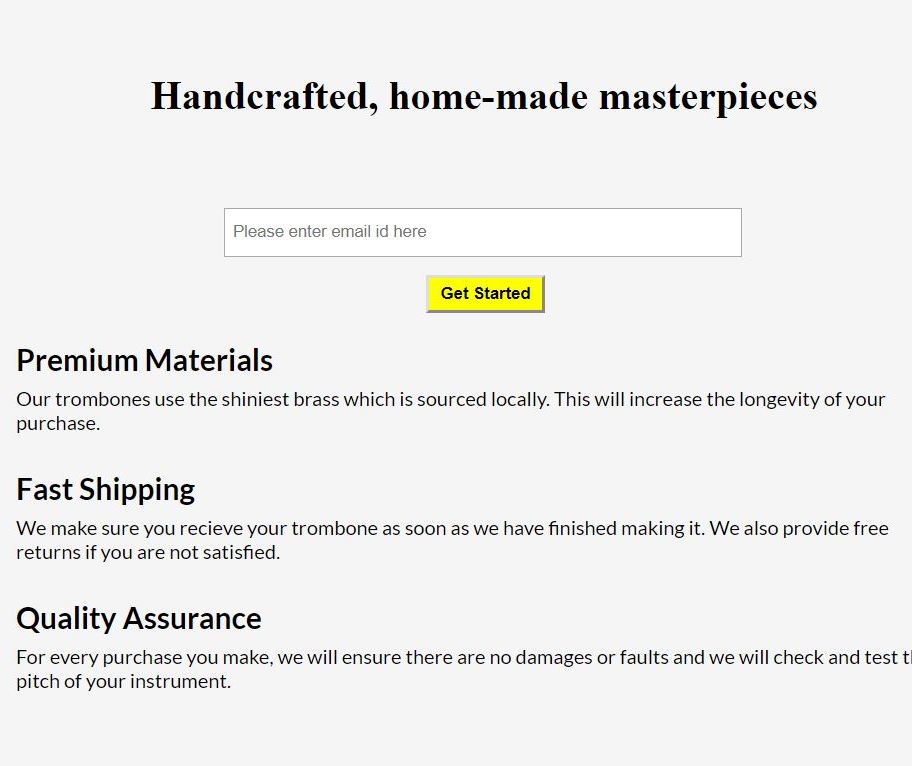 Handcrafted, home-made masterpieces
Please enter email id here
Get Started
Premium Materials
Our trombones use the shiniest brass which is sourced locally. This will increase the longevity of your
purchase.
Fast Shipping
We make sure you recieve your trombone as soon as we have finished making it. We also provide free
returns if you are not satisfied.
Quality Assurance
For every purchase you make, we will ensure there are no damages or faults and we will check and test
pitch of your instrument.